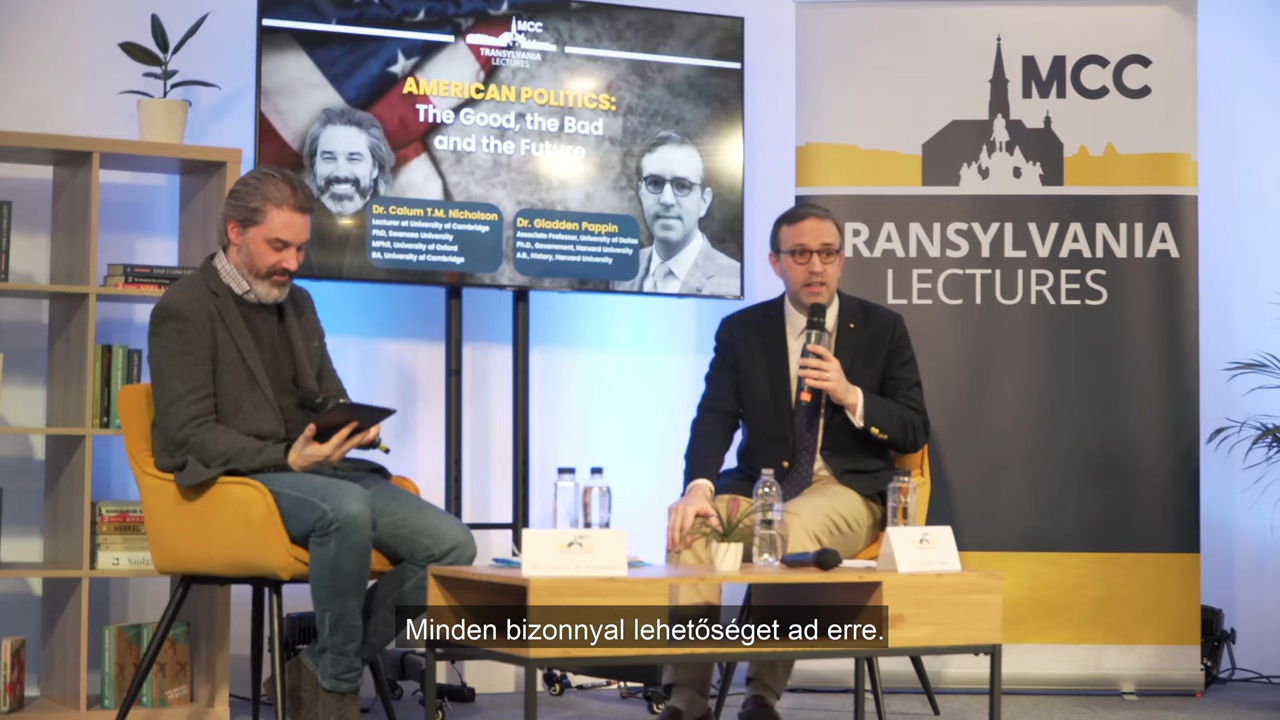 MCC
TRANSYLVANIA
LECTURES
AMERICAN POLITICS:
The Good, the Bad
and the Future
Dr. Calum T.M. Nicholson
Lecturer at University of Cambridge
PhD, Swansea University
MPhil, University of Oxford
BA, University of Cambridge
Dr. Gladden Pappin
Associate Professor, University of Dallas
Ph.D., Government, Harvard University
A.B., History, Harvard University
MCC
TRANSYLVANIA
LECTURES
Minden bizonnyal lehetőséget ad erre.